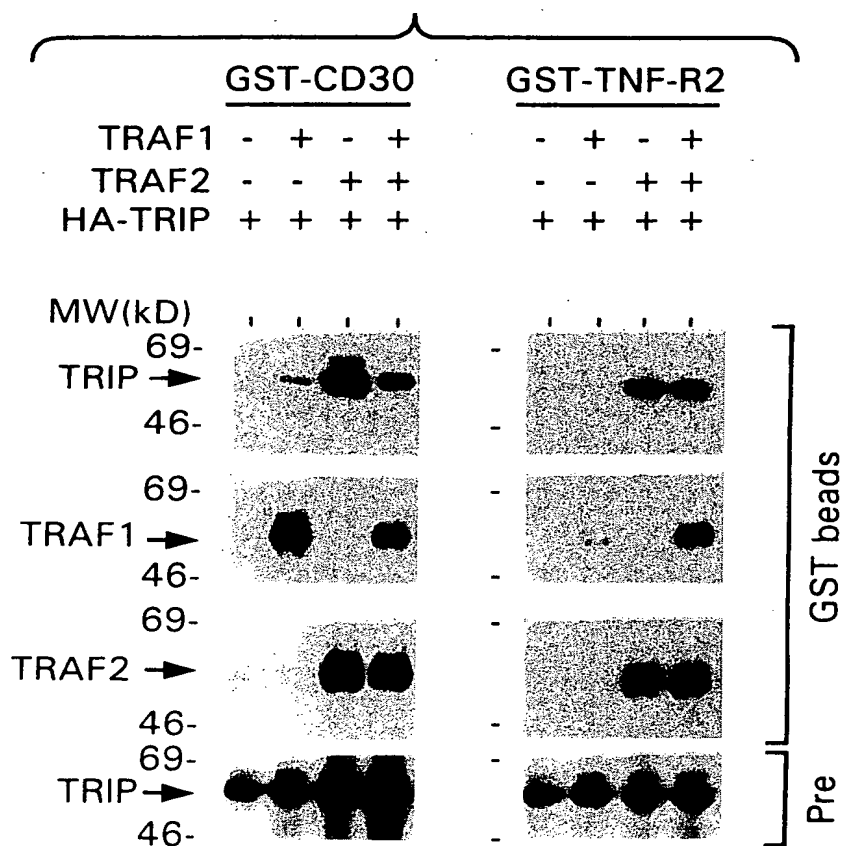 GST-CD30 GST-TNF-R2
TRAF1 - + - + - + - +
TRAF2 - - + + - - + +
HA-TRIP + + + + + + + +
MW(kD)
69-
TRIP
46-
69-
TRAF1
46-
69-
TRAF2
46-
GST beads
69-
TRIP
46-
Pre